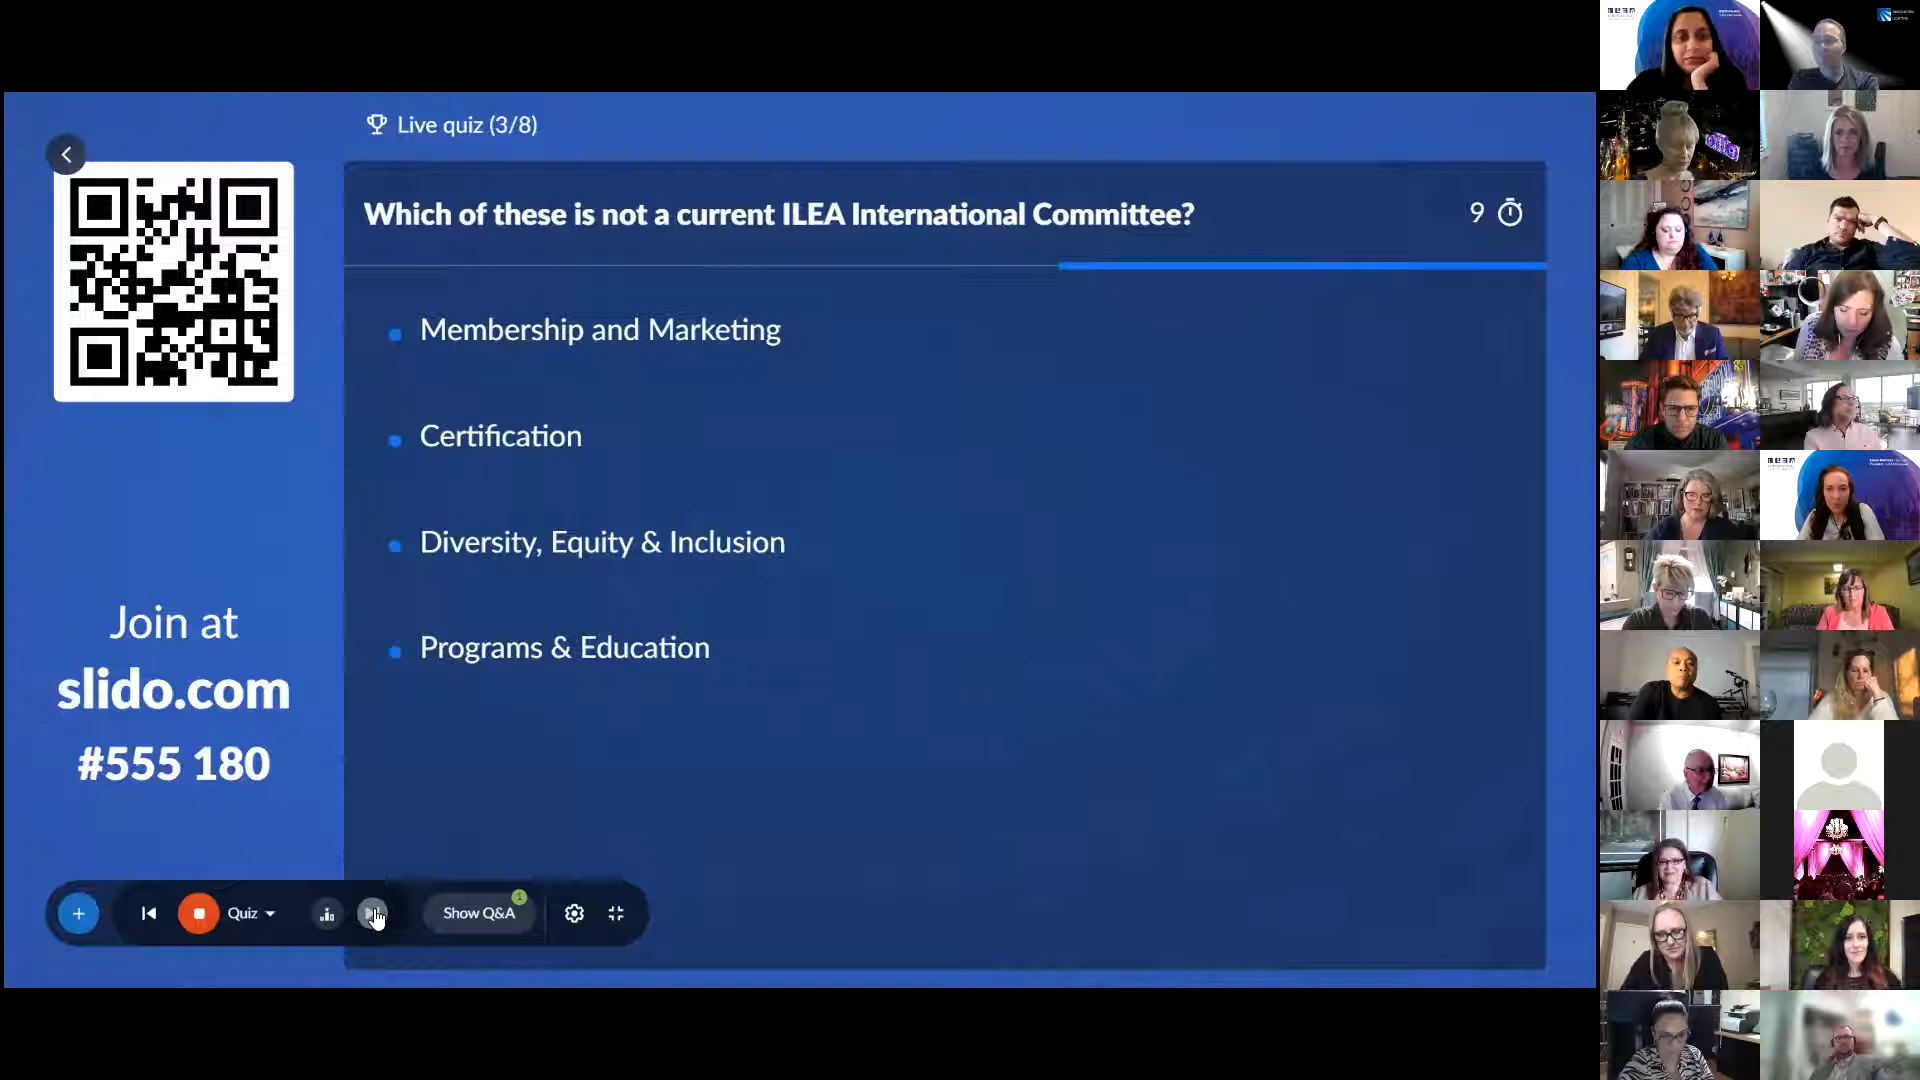 Live quiz (3/8)
Which of these is not a current ILEA International Committee?
9
Membership and Marketing
Certification
Diversity, Equity & Inclusion
Programs & Education
Join at
slido.com
#555 180
Quiz
Show Q&A
1